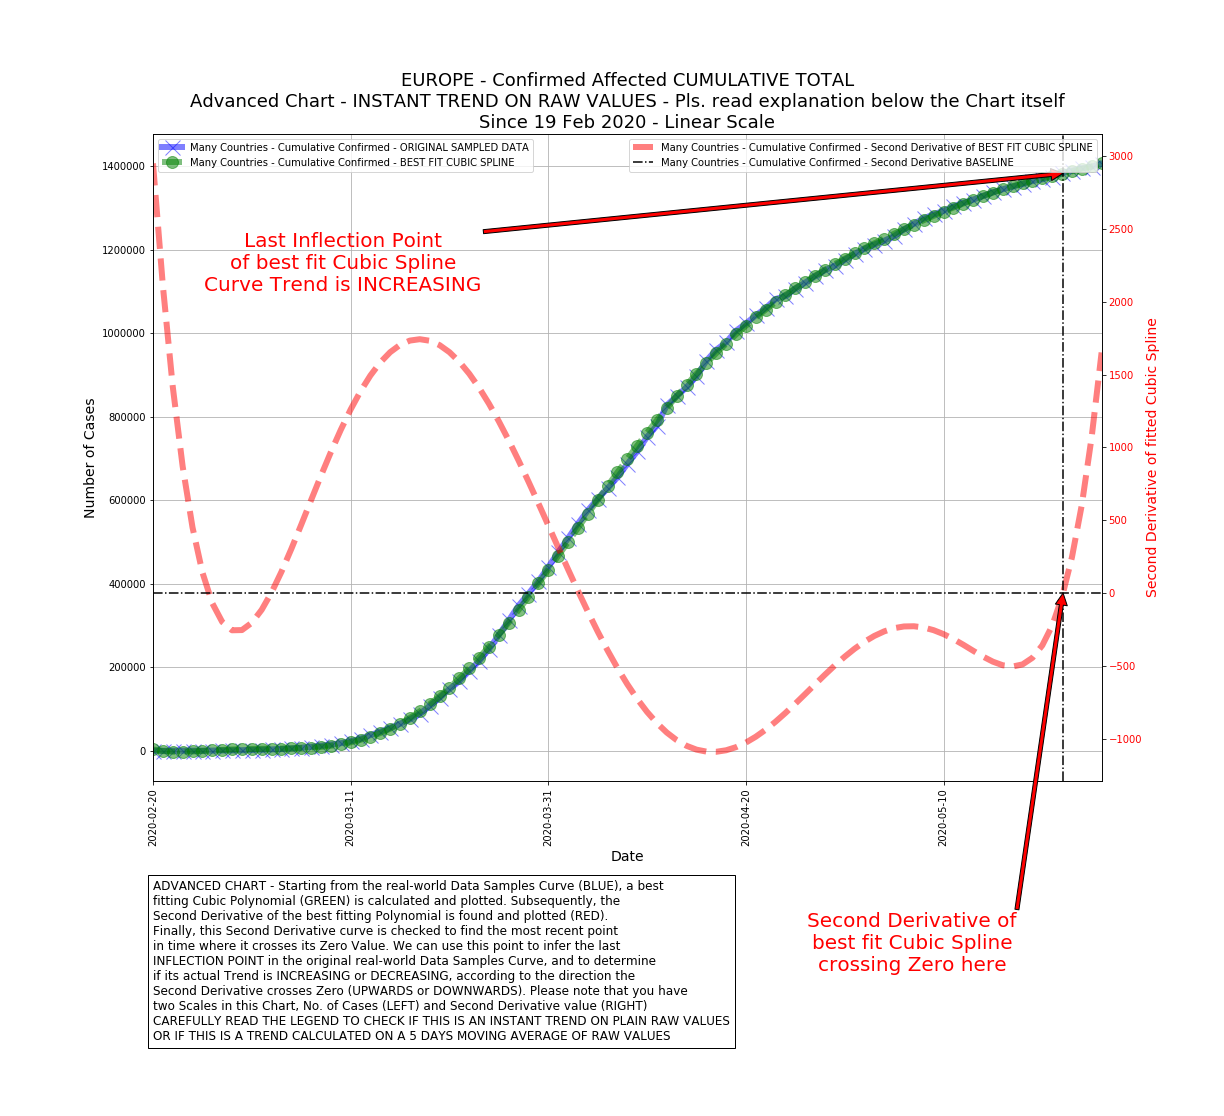 EUROPE - Confirmed Affected CUMULATIVE TOTAL
Advanced Chart - INSTANT TREND ON RAW VALUES - Pls. read explanation below the Chart itself
Since 19 Feb 2020 - Linear Scale
Many Countries - Cumulative Confirmed - ORIGINAL SAMPLED DATA
Many Countries - Cumulative Confirmed - BEST FIT CUBIC SPLINE
Many Countries - Cumulative Confirmed - Second Derivative of BEST FIT CUBIC SPLINE
Many Countries - Cumulative Confirmed - Second Derivative BASELINE
Last Inflection Point
of best fit Cubic Spline
Curve Trend is INCREASING
Number of Cases
1400000
1200000
1000000
800000
600000
400000
200000
0
3000
2500
2000
1500
1000
500
0
−500
−1000
Second Derivative of fitted Cubic Spline
2020-02-20
2020-03-11
2020-03-31
2020-04-20
2020-05-10
Date
Second Derivative of
best fit Cubic Spline
crossing Zero here
ADVANCED CHART - Starting from the real-world Data Samples Curve (BLUE), a best
fitting Cubic Polynomial (GREEN) is calculated and plotted. Subsequently, the
Second Derivative of the best fitting Polynomial is found and plotted (RED).
Finally, this Second Derivative curve is checked to find the most recent point
in time where it crosses its Zero Value. We can use this point to infer the last
INFLECTION POINT in the original real-world Data Samples Curve, and to determine
if its actual Trend is INCREASING or DECREASING, according to the direction the
Second Derivative crosses Zero (UPWARDS or DOWNWARDS). Please note that you have
two Scales in this Chart, No. of Cases (LEFT) and Second Derivative value (RIGHT)
CAREFULLY READ THE LEGEND TO CHECK IF THIS IS AN INSTANT TREND ON PLAIN RAW VALUES
OR IF THIS IS A TREND CALCULATED ON A 5 DAYS MOVING AVERAGE OF RAW VALUES